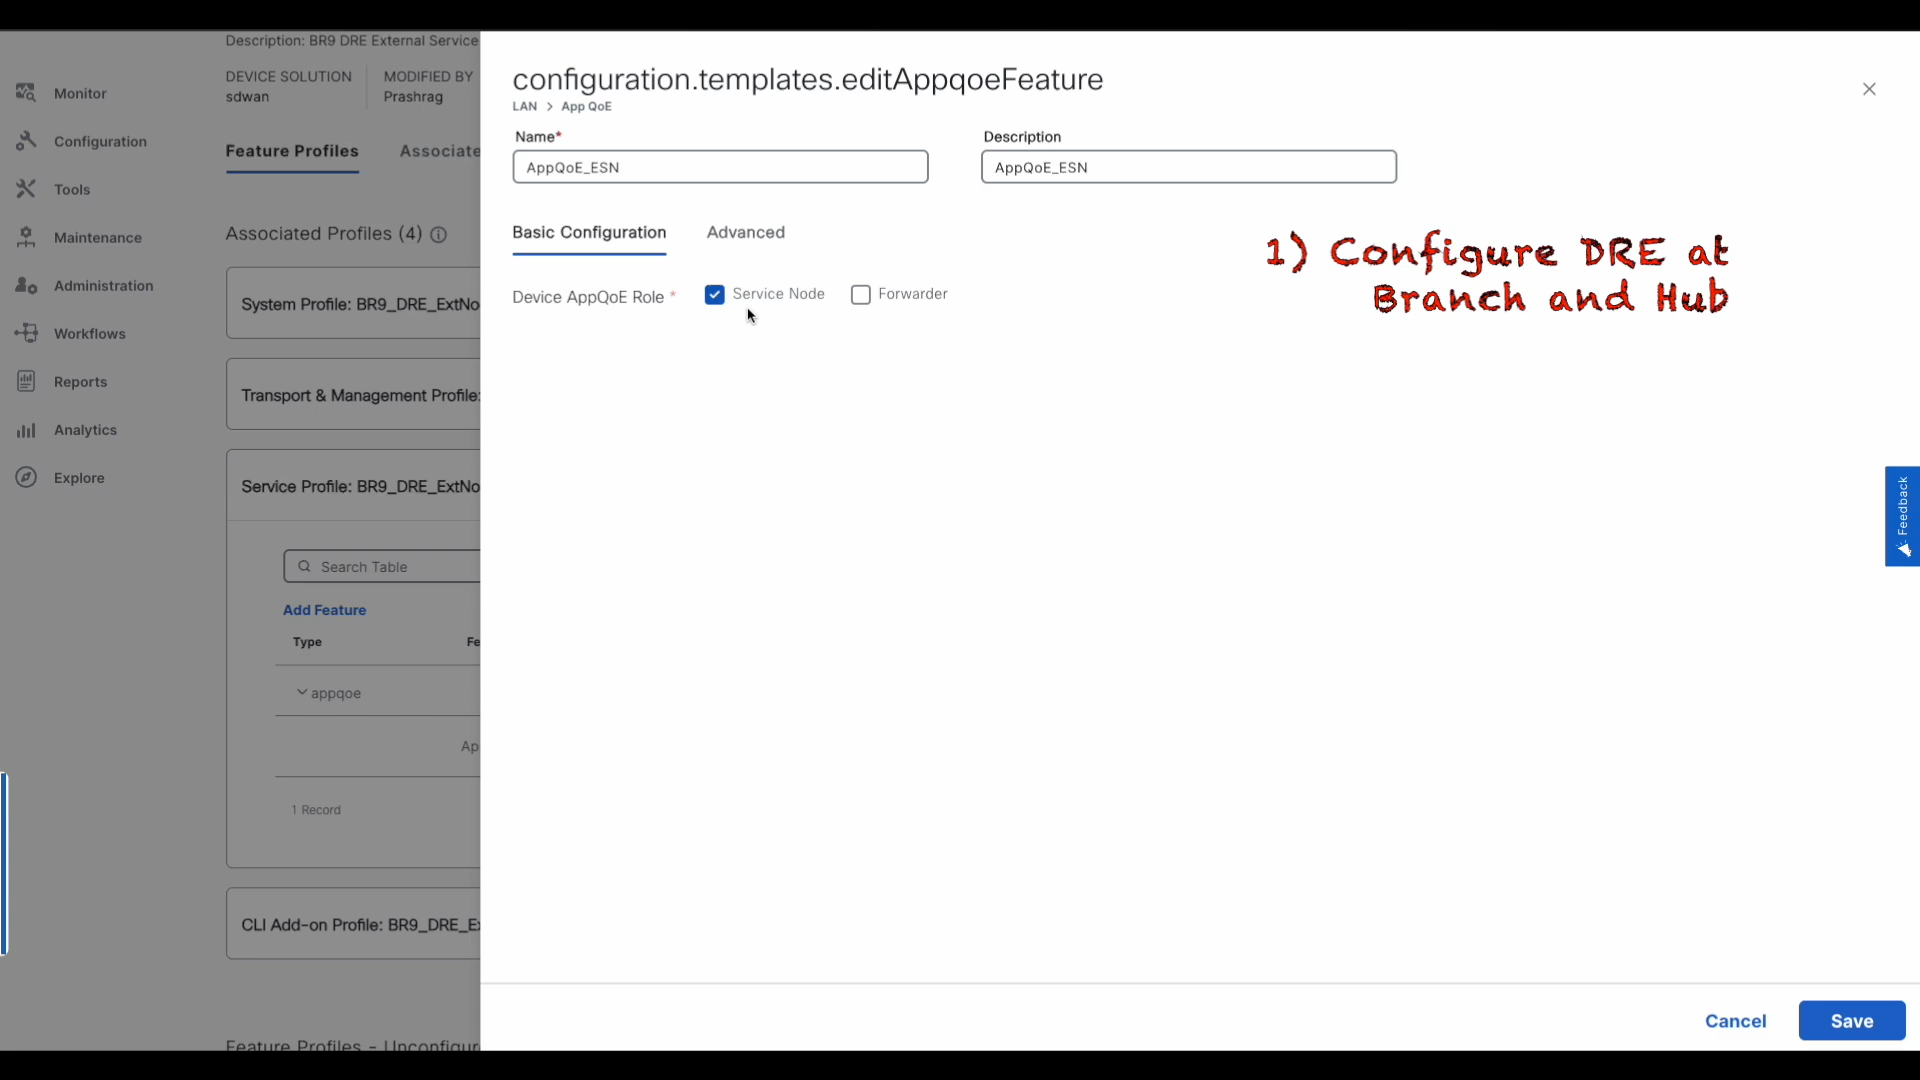 Description: BR9 DRE External Service
DEVICE SOLUTION
sdwan
MODIFIED BY
Prashrag
Monitor
Configuration
Tools
Maintenance
Administration
Workflows
Reports
Analytics
Explore
Feature Profiles
Associate
Associated Profiles (4)
System Profile: BR9_DRE_ExtNo
Transport & Management Profile:
Service Profile: BR9_DRE_ExtNo
Search Table
Add Feature
Type
Fe
appqoe
Ap
1 Record
CLI Add-on Profile: BR9_DRE_Ex
Feature Profiles - Unconfigur
configuration.templates.editAppqoeFeature
LAN > App QoE
Name*
AppQoE_ESN
Description
AppQoE_ESN
Basic Configuration
Advanced
Device AppQoE Role *
Service Node
Forwarder
1) Configure DRE at
Branch and Hub
Feedback
Cancel
Save